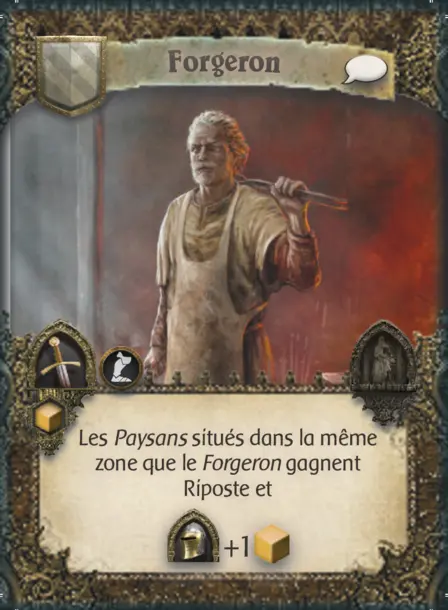 Forgeron
Les Paysans situés dans la même
zone que le Forgeron gagnent
Riposte et
+1